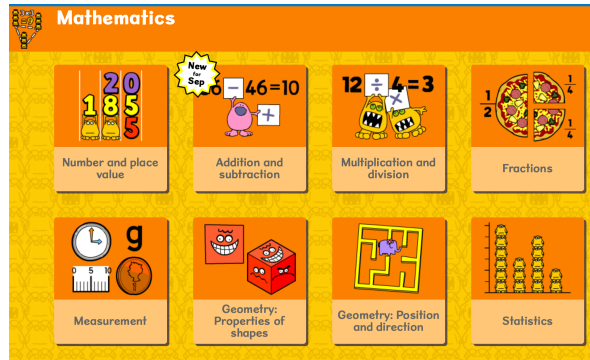 Mathematics
New
for
Sep
6 − 46=10
+
12 ÷ 4=3
×
1/2
1/4
1/4
20
185
5
Number and place
value
Addition and
subtraction
Multiplication and
division
Fractions
g
0 5 10
Measurement
Geometry:
Properties of
shapes
Geometry: Position
and direction
Statistics